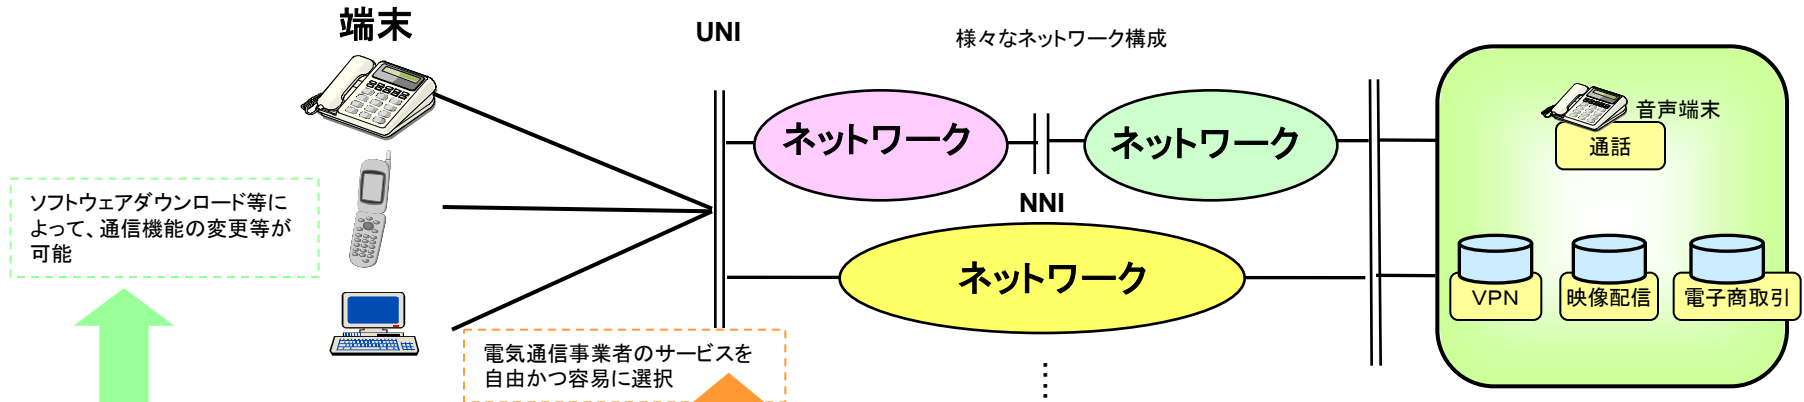 端末
UNI
様々なネットワーク構成
音声端末
通話
ネットワーク
ネットワーク
NNI
ソフトウェアダウンロード等に
よって、通信機能の変更等が
可能
ネットワーク
VPN
映像配信
電子商取引
電気通信事業者のサービスを
自由かつ容易に選択